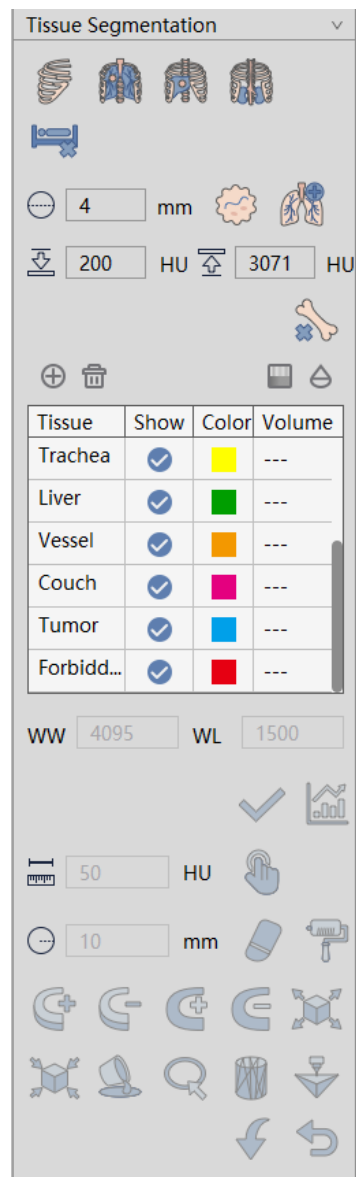 Tissue Segmentation
4 mm
200 HU 3071 HU
Tissue Show Color Volume
Trachea ---
Liver ---
Vessel ---
Couch ---
Tumor ---
Forbidd... ---
WW 4095 WL 1500
50 HU
10 mm